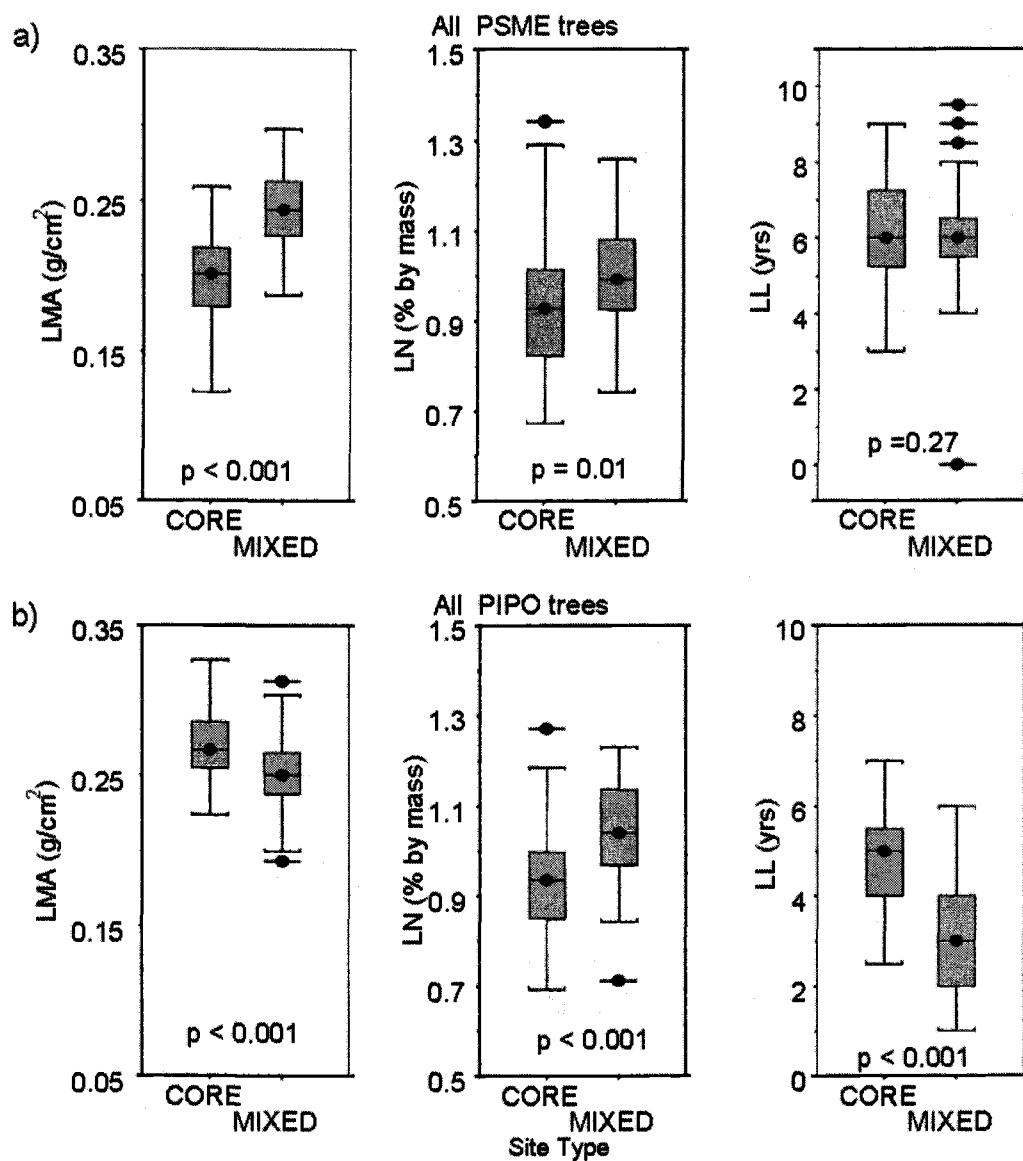 a)
All PSME trees
LMA (g/cm²)
0.35
0.25
0.15
0.05
p < 0.001
CORE
MIXED
LN (% by mass)
1.5
1.3
1.1
0.9
0.7
0.5
p = 0.01
CORE
MIXED
LL (yrs)
10
8
6
4
2
0
p =0.27
CORE
MIXED
b)
All PIPO trees
LMA (g/cm²)
0.35
0.25
0.15
0.05
p < 0.001
CORE
MIXED
LN (% by mass)
1.5
1.3
1.1
0.9
0.7
0.5
p < 0.001
CORE
MIXED
LL (yrs)
10
8
6
4
2
0
p < 0.001
CORE
MIXED
Site Type